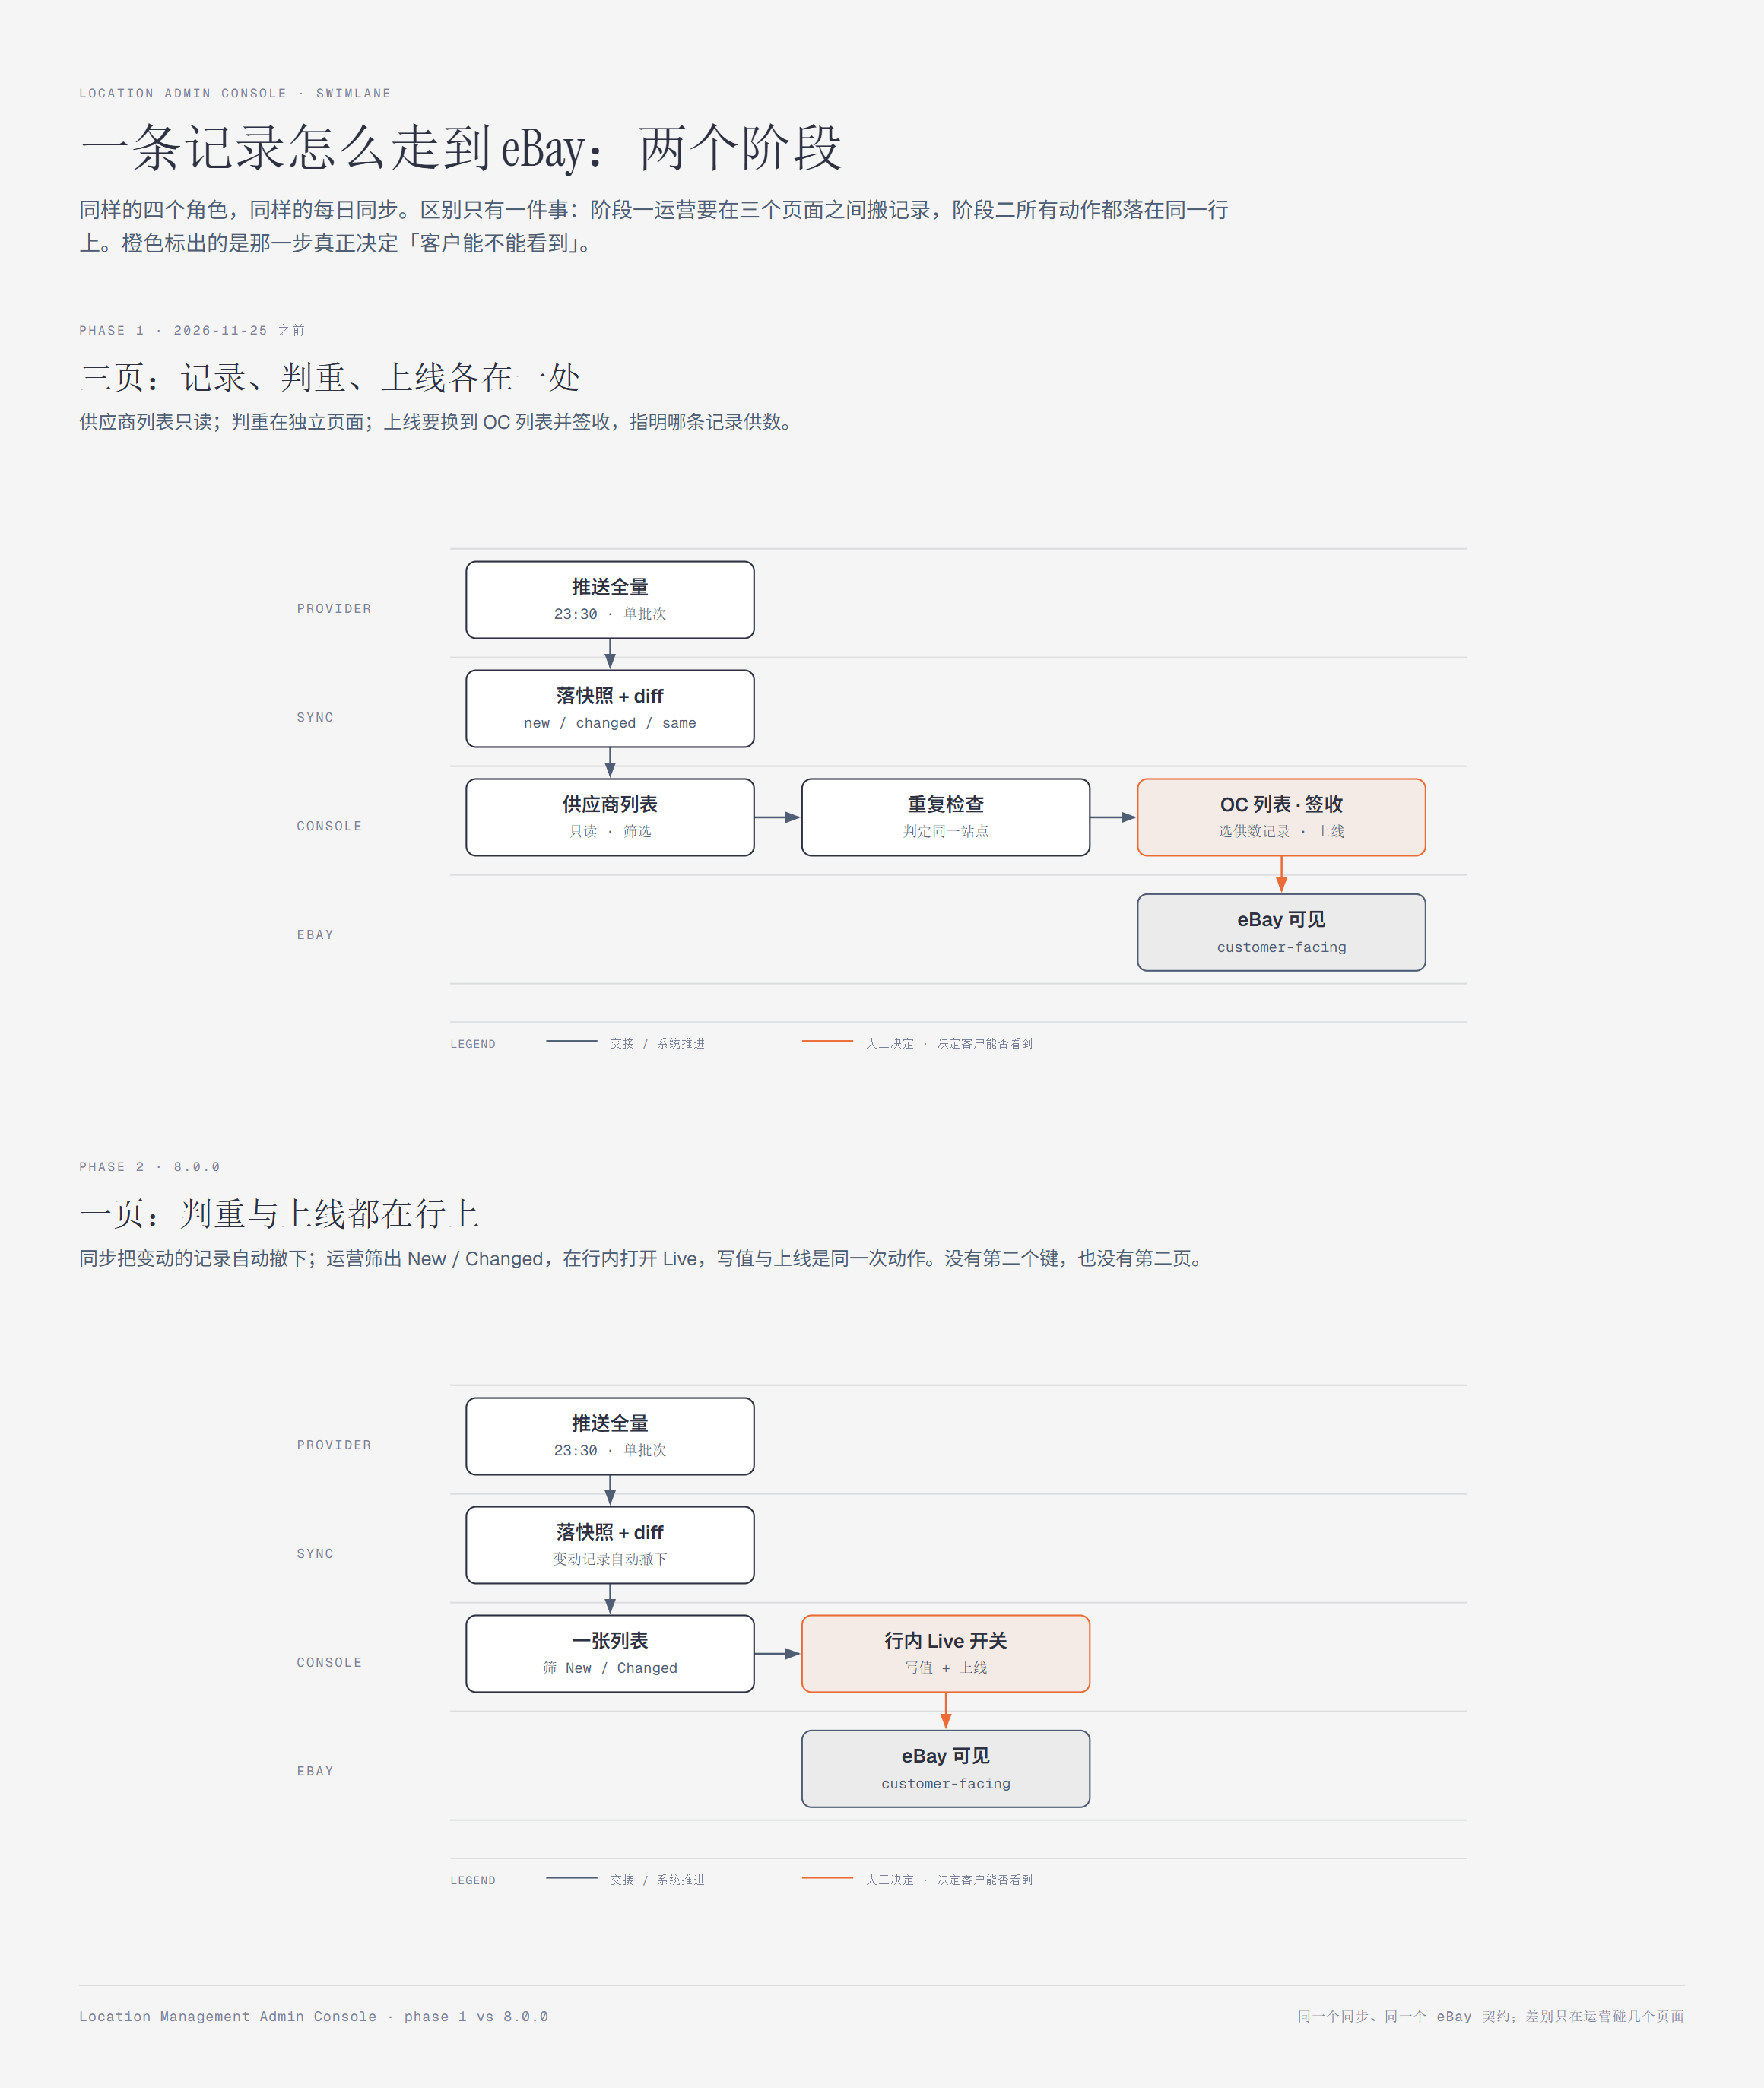 LOCATION ADMIN CONSOLE · SWIMLANE
一条记录怎么走到 eBay：两个阶段
同样的四个角色，同样的每日同步。区别只有一件事：阶段一运营要在三个页面之间搬记录，阶段二所有动作都落在同一行
上。橙色标出的是那一步真正决定「客户能不能看到」。
PHASE 1 · 2026-11-25 之前
三页：记录、判重、上线各在一处
供应商列表只读；判重在独立页面；上线要换到 OC 列表并签收，指明哪条记录供数。
PROVIDER
推送全量
23:30 · 单批次
SYNC
落快照 + diff
new / changed / same
CONSOLE
供应商列表
只读 · 筛选
重复检查
判定同一站点
OC 列表 · 签收
选供数记录 · 上线
EBAY
eBay 可见
customer-facing
LEGEND
交接 / 系统推进
人工决定 · 决定客户能否看到
PHASE 2 · 8.0.0
一页：判重与上线都在行上
同步把变动的记录自动撤下；运营筛出 New / Changed，在行内打开 Live，写值与上线是同一次动作。没有第二个键，也没有第二页。
PROVIDER
推送全量
23:30 · 单批次
SYNC
落快照 + diff
变动记录自动撤下
CONSOLE
一张列表
筛 New / Changed
行内 Live 开关
写值 + 上线
EBAY
eBay 可见
customer-facing
LEGEND
交接 / 系统推进
人工决定 · 决定客户能否看到
Location Management Admin Console · phase 1 vs 8.0.0
同一个同步、同一个 eBay 契约；差别只在运营碰几个页面